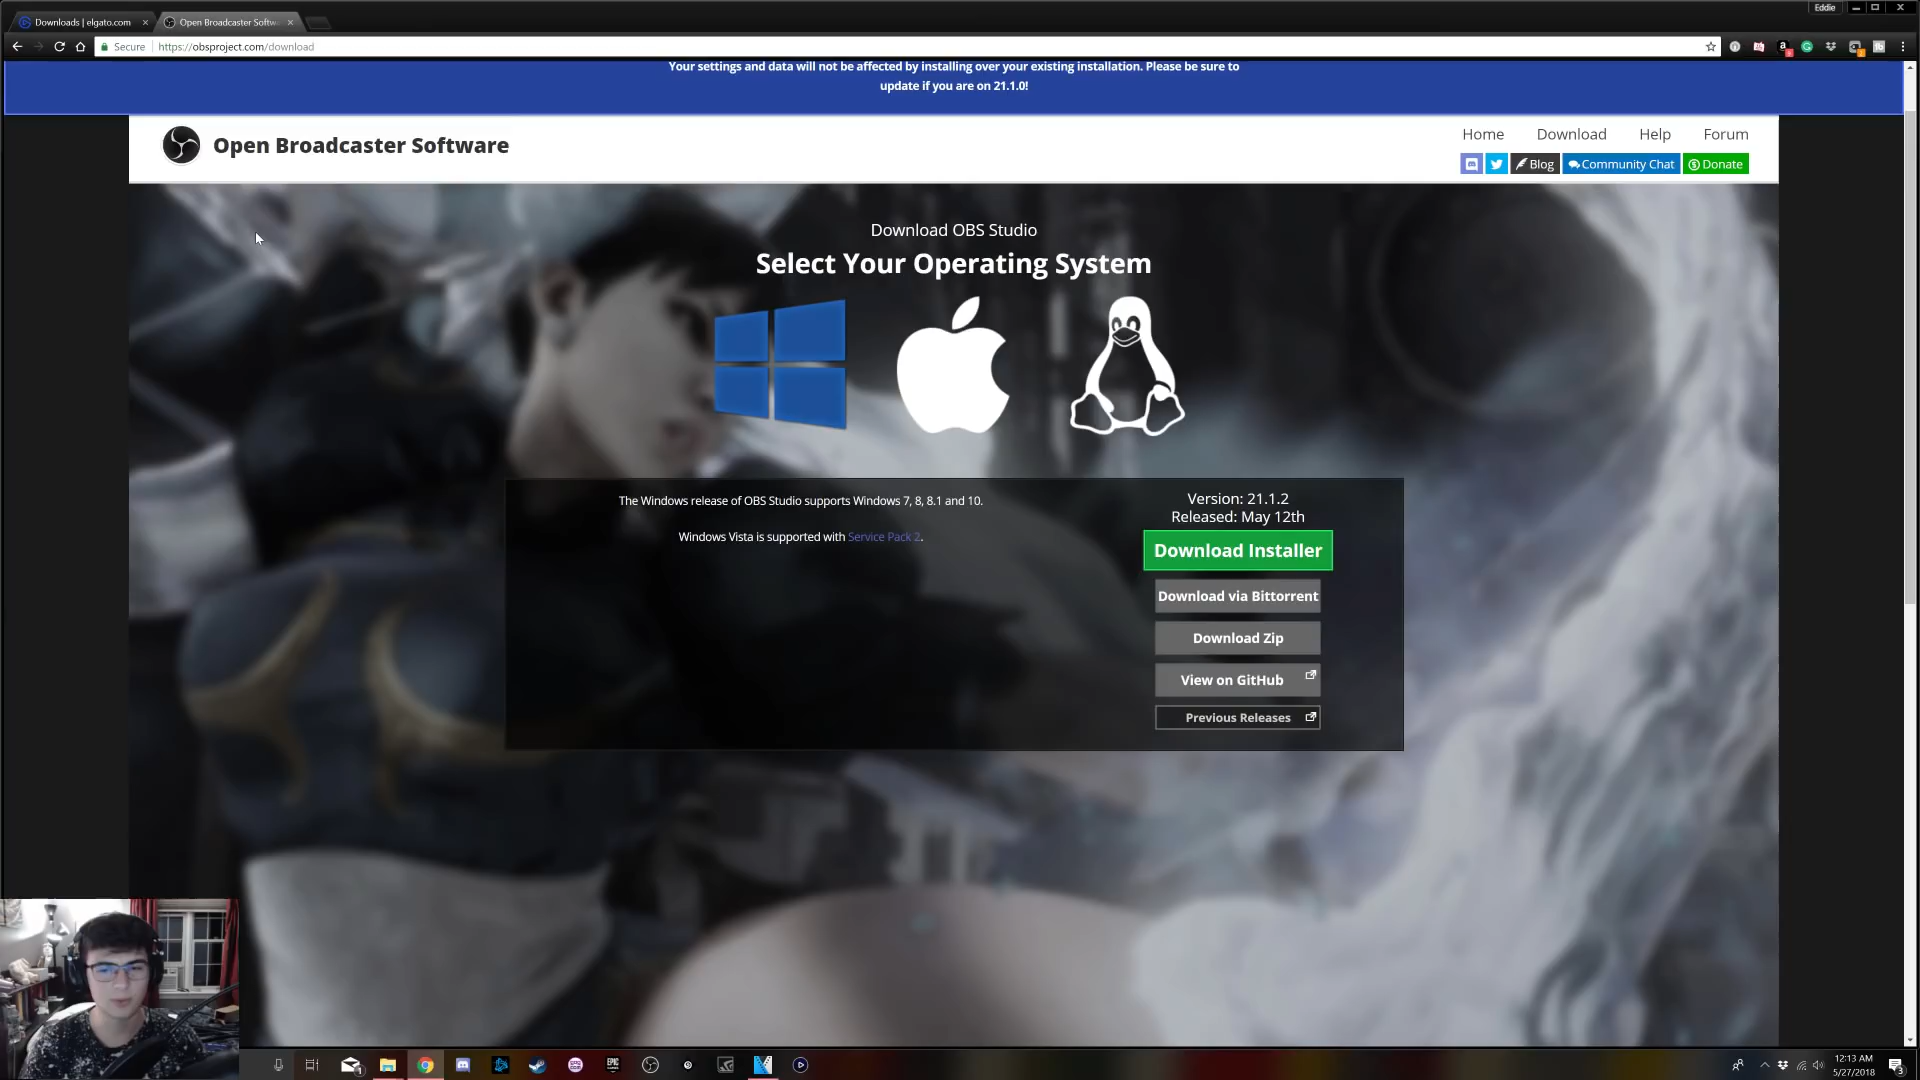 Downloads | elgato.com
Open Broadcaster Softw
Eddie
Secure
https://obsproject.com/download
Your settings and data will not be affected by installing over your existing installation. Please be sure to
update if you are on 21.1.0!
Open Broadcaster Software
Home
Download
Help
Forum
Blog
Community Chat
Donate
Download OBS Studio
Select Your Operating System
The Windows release of OBS Studio supports Windows 7, 8, 8.1 and 10.
Windows Vista is supported with Service Pack 2.
Version: 21.1.2
Released: May 12th
Download Installer
Download via Bittorrent
Download Zip
View on GitHub
Previous Releases
EPIC
12:13 AM
5/27/2018